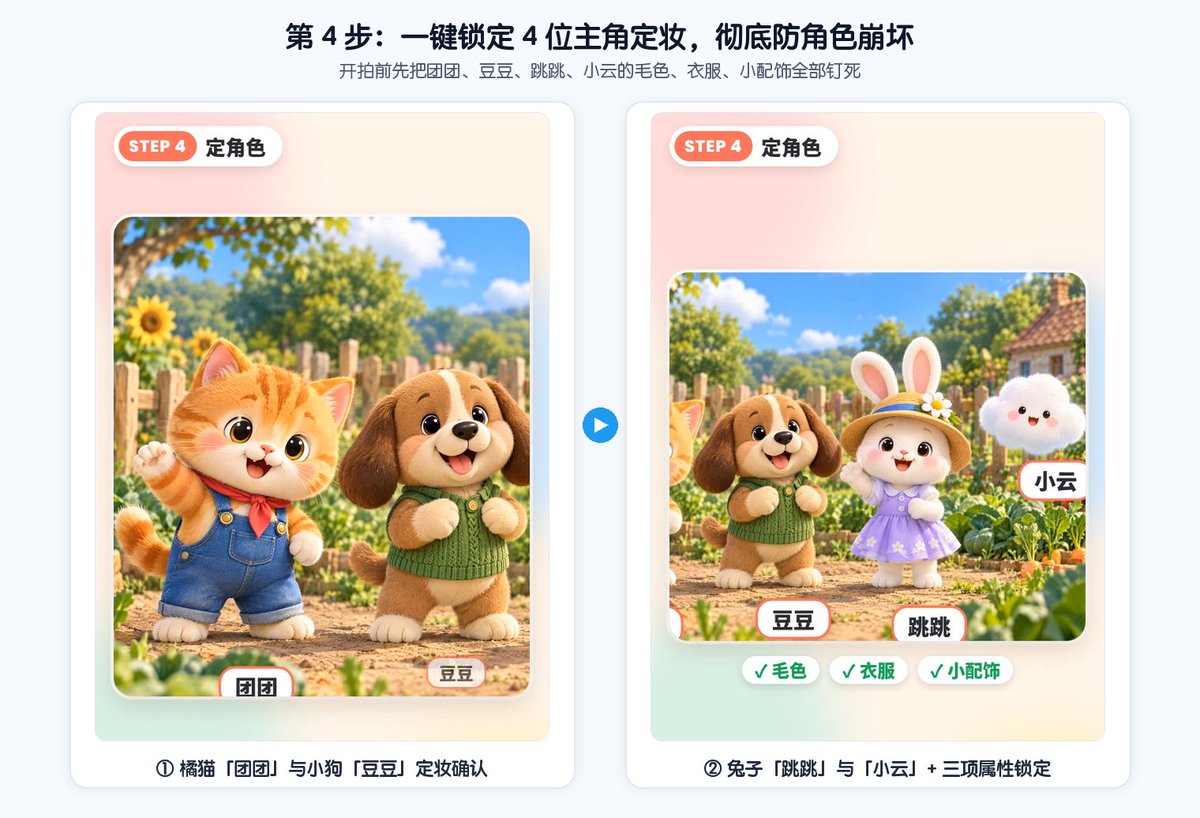 第 4 步：一键锁定 4 位主角定妆，彻底防角色崩坏
开拍前先把团团、豆豆、跳跳、小云的毛色、衣服、小配饰全部钉死
STEP 4 定角色
团团
豆豆
① 橘猫「团团」与小狗「豆豆」定妆确认
STEP 4 定角色
小云
豆豆
跳跳
✓ 毛色 ✓ 衣服 ✓ 小配饰
② 兔子「跳跳」与「小云」+ 三项属性锁定